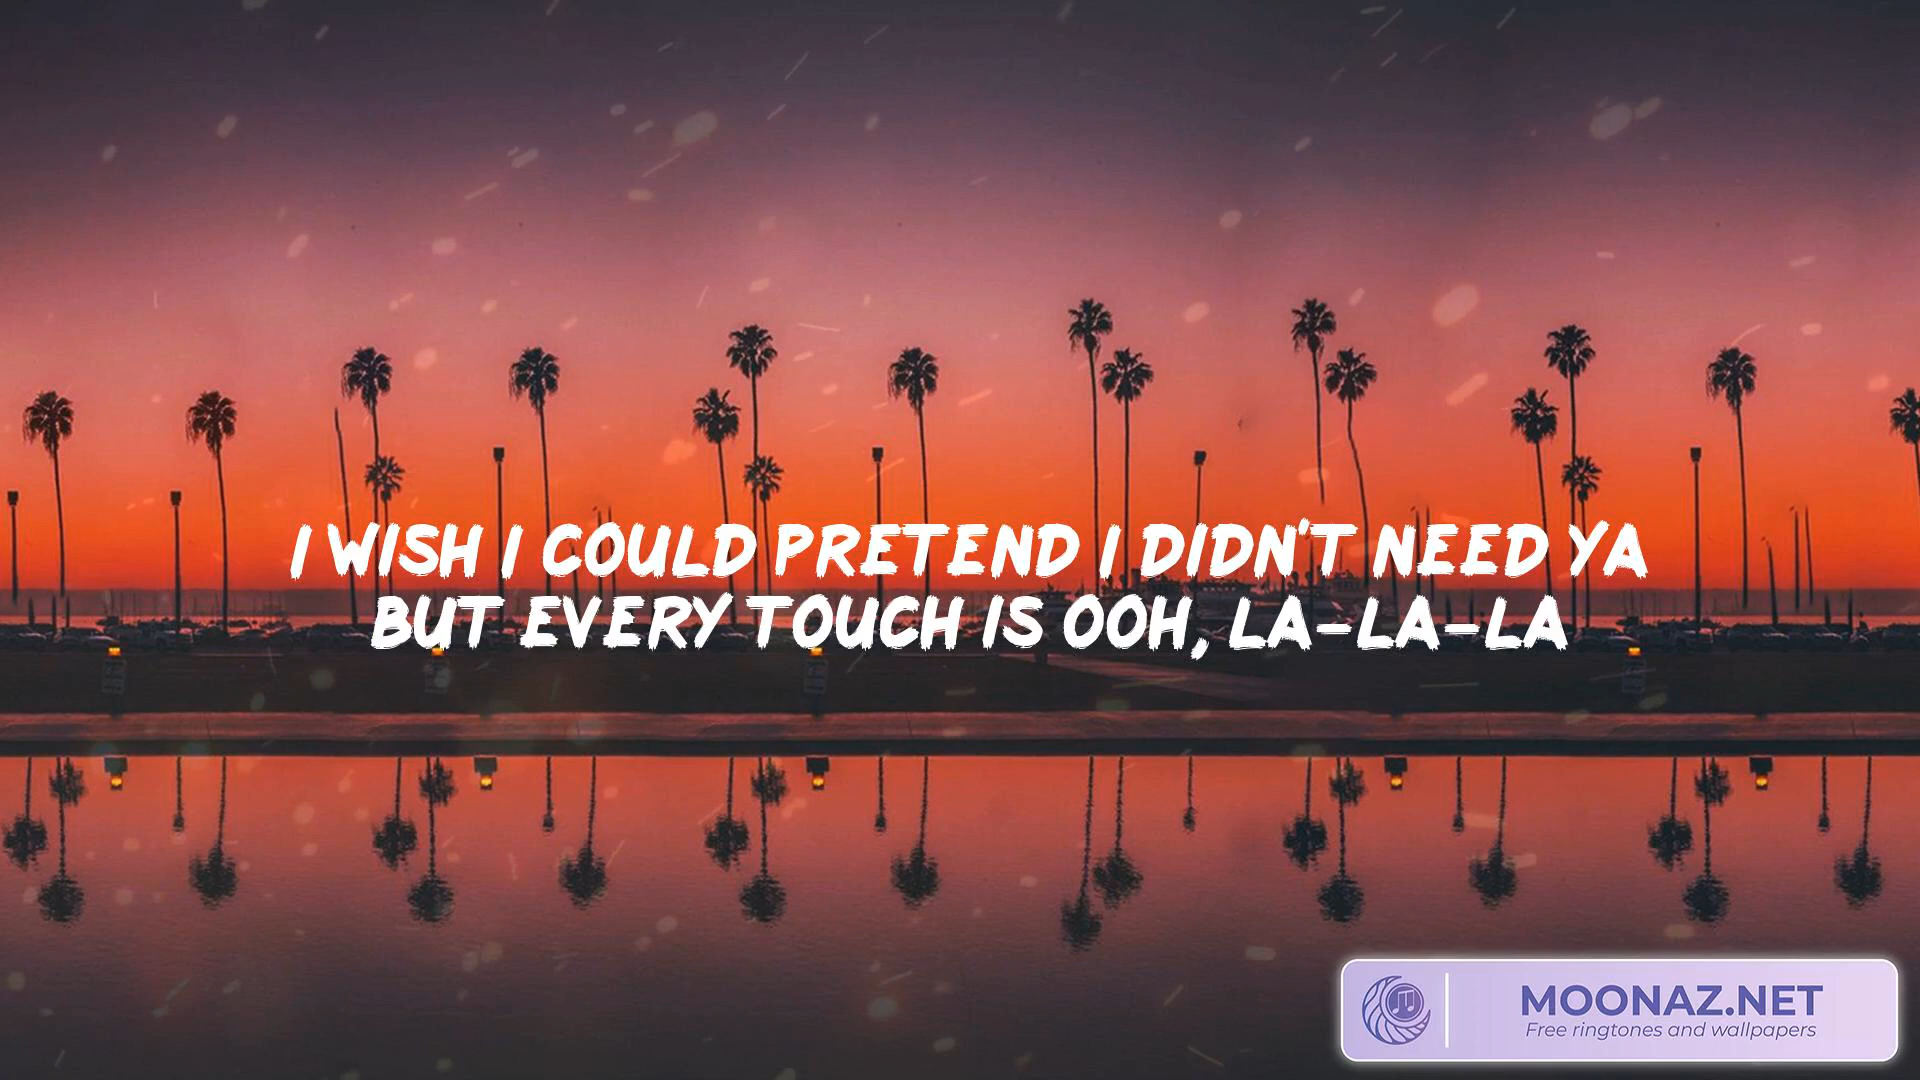 I WISH I COULD PRETEND I DIDN'T NEED YA
BUT EVERY TOUCH IS OOH, LA-LA-LA
MOONAZ.NET
Free ringtones and wallpapers